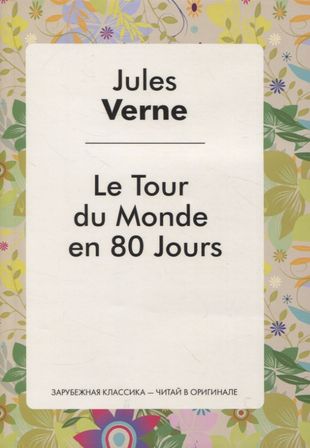 Jules
Verne
Le Tour
du Monde
en 80 Jours
ЗАРУБЕЖНАЯ КЛАССИКА — ЧИТАЙ В ОРИГИНАЛЕ